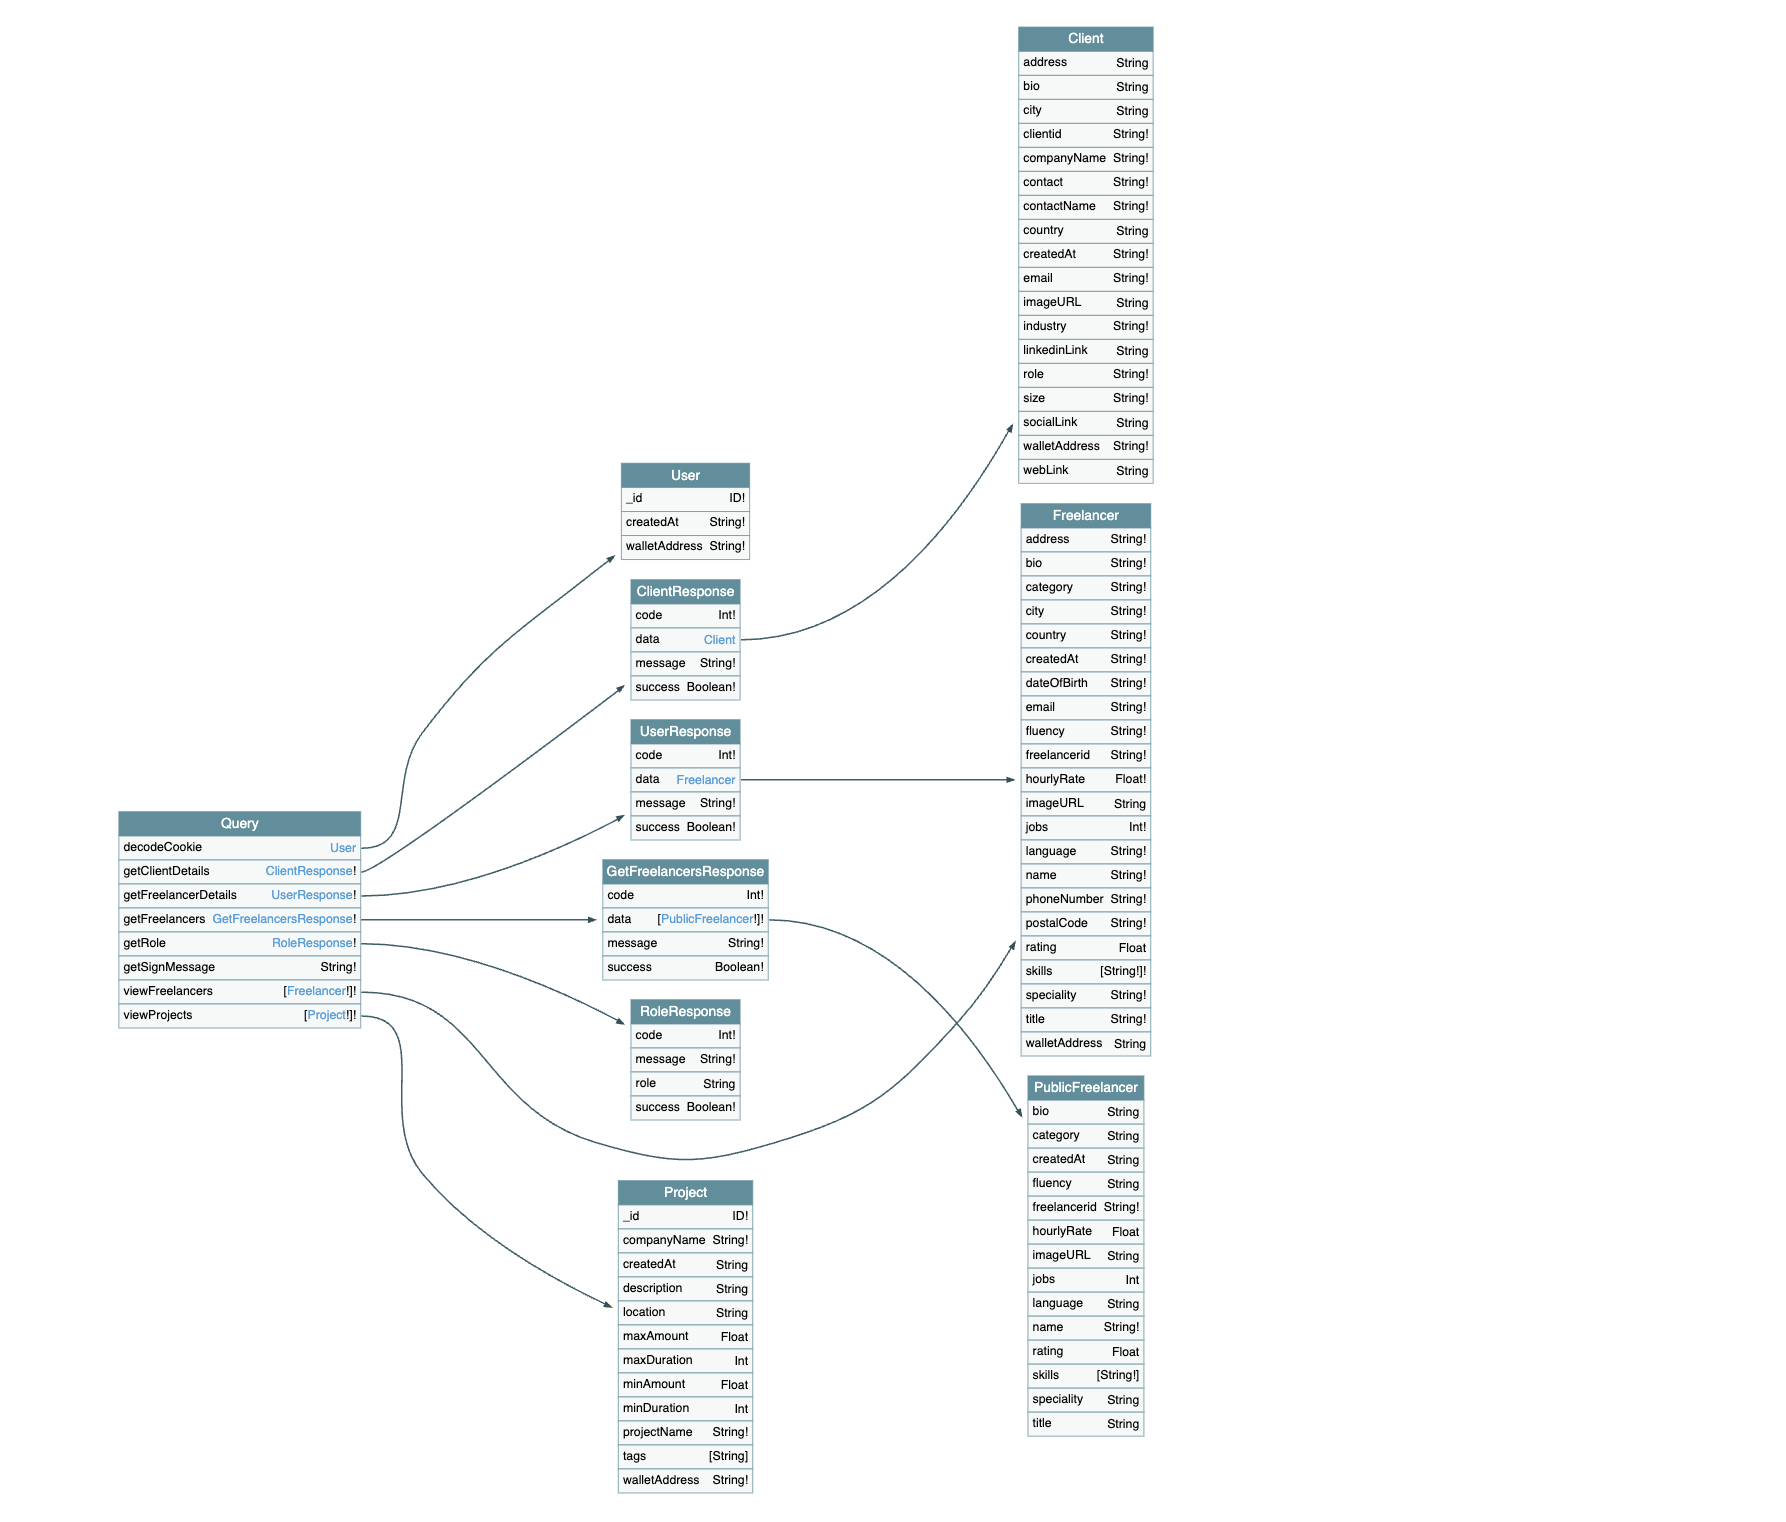 Query
decodeCookie User
getClientDetails ClientResponse!
getFreelancerDetails UserResponse!
getFreelancers GetFreelancersResponse!
getRole RoleResponse!
getSignMessage String!
viewFreelancers [Freelancer!]!
viewProjects [Project!]!
User
_id ID!
createdAt String!
walletAddress String!
ClientResponse
code Int!
data Client
message String!
success Boolean!
UserResponse
code Int!
data Freelancer
message String!
success Boolean!
GetFreelancersResponse
code Int!
data [PublicFreelancer!]!
message String!
success Boolean!
RoleResponse
code Int!
message String!
role String
success Boolean!
Project
_id ID!
companyName String!
createdAt String
description String
location String
maxAmount Float
maxDuration Int
minAmount Float
minDuration Int
projectName String!
tags [String]
walletAddress String!
Client
address String
bio String
city String
clientid String!
companyName String!
contact String!
contactName String!
country String
createdAt String!
email String!
imageURL String
industry String!
linkedinLink String
role String!
size String!
socialLink String
walletAddress String!
webLink String
Freelancer
address String!
bio String!
category String!
city String!
country String!
createdAt String!
dateOfBirth String!
email String!
fluency String!
freelancerid String!
hourlyRate Float!
imageURL String
jobs Int!
language String!
name String!
phoneNumber String!
postalCode String!
rating Float
skills [String!]!
speciality String!
title String!
walletAddress String
PublicFreelancer
bio String
category String
createdAt String
fluency String
freelancerid String!
hourlyRate Float
imageURL String
jobs Int
language String
name String!
rating Float
skills [String!]
speciality String
title String